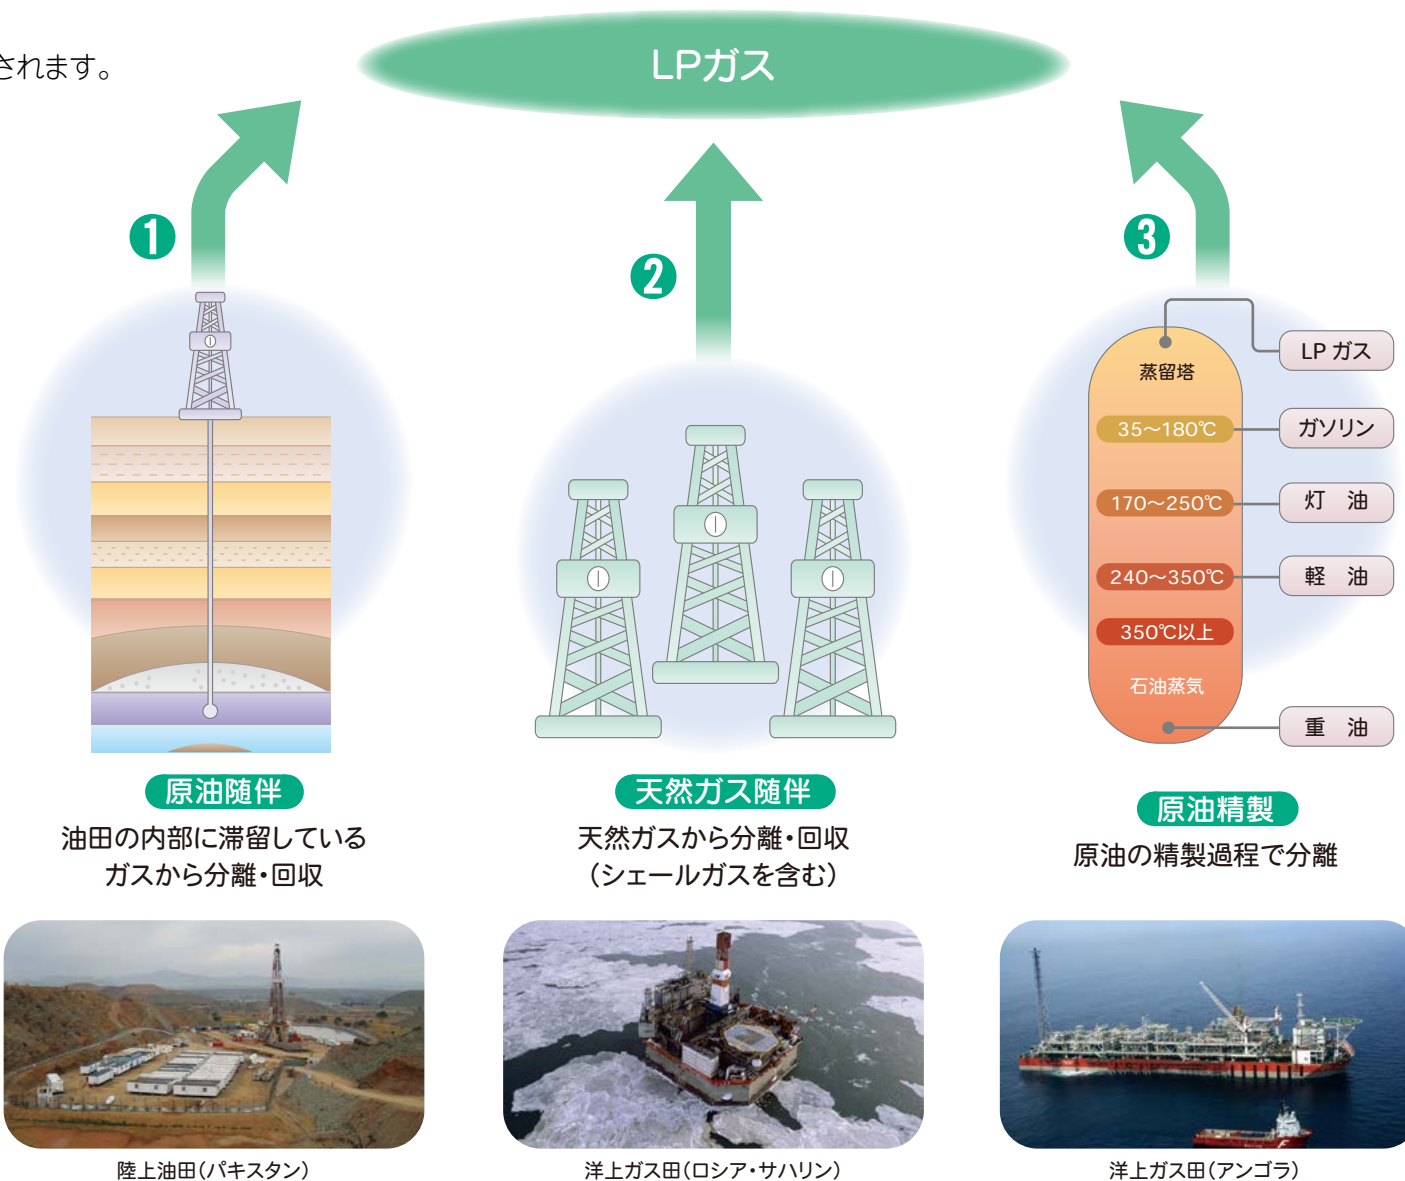 されます。
LPガス
1
2
3
蒸留塔
35～180℃
170～250℃
240～350℃
350℃以上
石油蒸気
LP ガス
ガソリン
灯　油
軽　油
重　油
原油随伴
油田の内部に滞留している
ガスから分離・回収
天然ガス随伴
天然ガスから分離・回収
（シェールガスを含む）
原油精製
原油の精製過程で分離
陸上油田（パキスタン）
洋上ガス田（ロシア・サハリン）
洋上ガス田（アンゴラ）